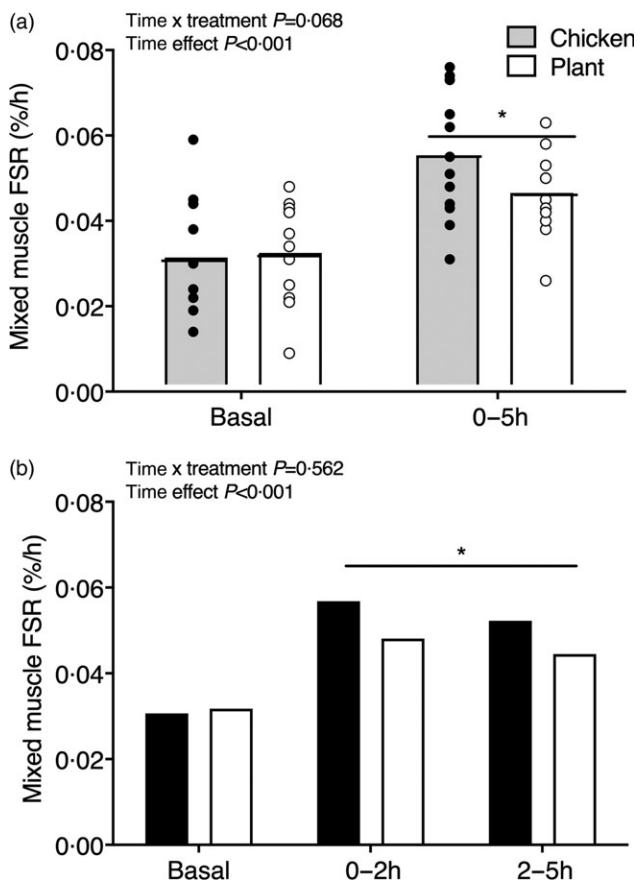 (a)
Time x treatment P=0·068
Time effect P<0·001
Chicken
Plant
*
Mixed muscle FSR (%/h)
0·08
0·06
0·04
0·02
0·00
Basal
0–5h
(b)
Time x treatment P=0·562
Time effect P<0·001
*
Mixed muscle FSR (%/h)
0·08
0·06
0·04
0·02
0·00
Basal
0–2h
2–5h